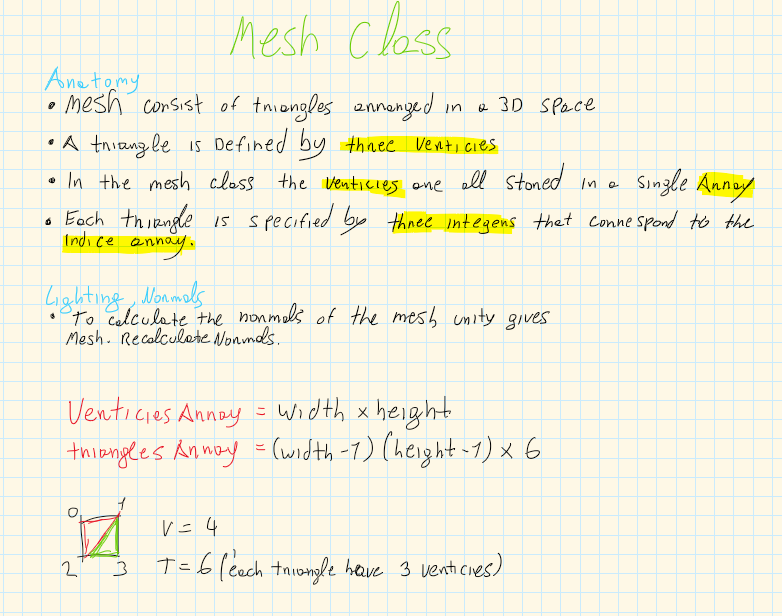 Mesh Class
Anatomy
• Mesh consist of triangles arranged in a 3D space
• A triangle is Defined by three Verticies
• In the mesh class the verticies are all stored in a single Array
• Each thriangle is specified by three integers that correspond to the
Indice array.
Lighting, Normals
• To calculate the normals of the mesh, unity gives
Mesh. Recalculate Normals.
Verticies Array = width x height
triangles Array = (width -1) (height -1) x 6
0 1
V = 4
2 3 T = 6 (each triangle have 3 verticies)